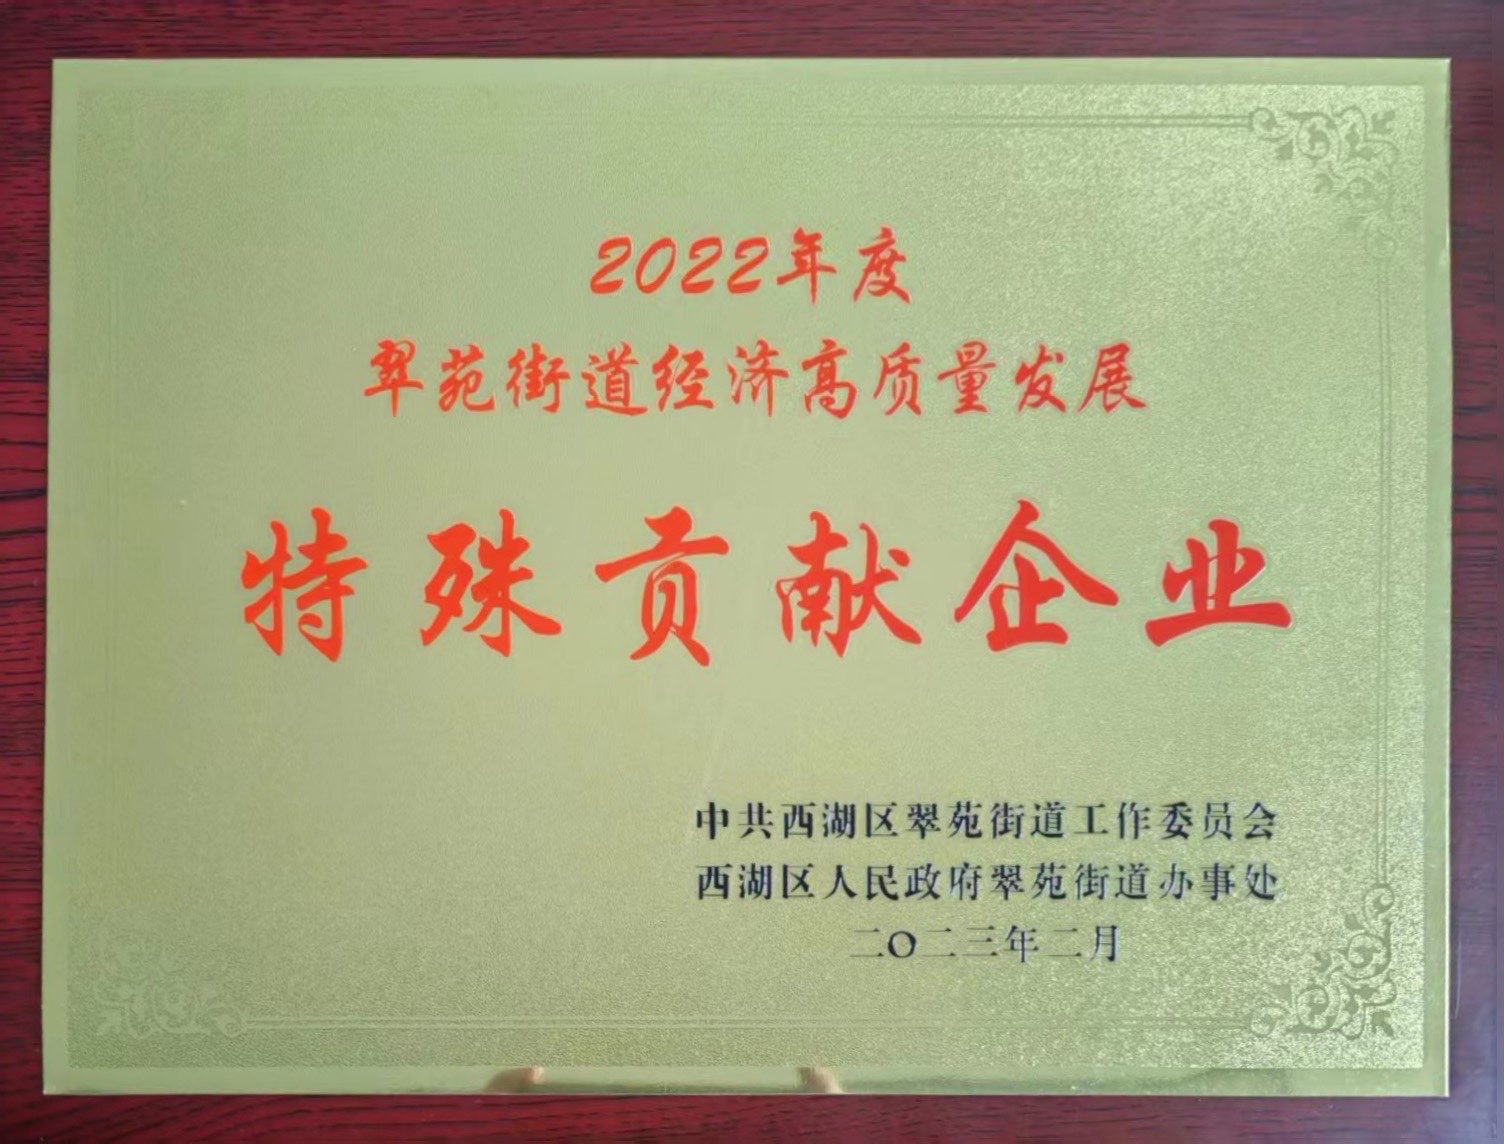 2022年度
翠苑街道经济高质量发展
特殊贡献企业
中共西湖区翠苑街道工作委员会
西湖区人民政府翠苑街道办事处
二〇二三年二月